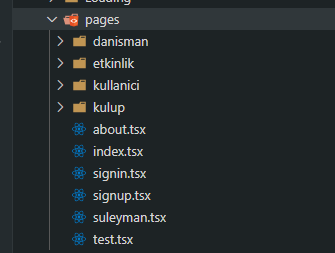 pages
danisman
etkinlik
kullanici
kulup
about.tsx
index.tsx
signin.tsx
signup.tsx
suleyman.tsx
test.tsx